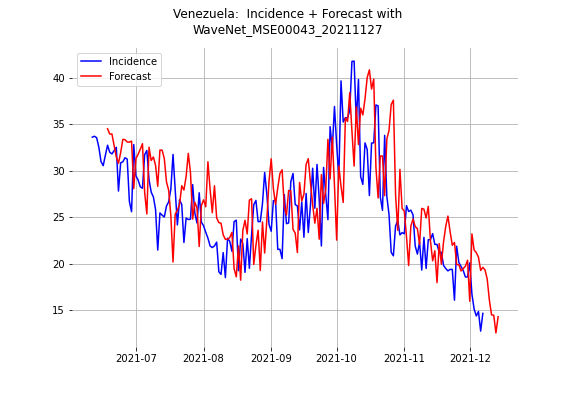 Venezuela:  Incidence + Forecast with
WaveNet_MSE00043_20211127
Incidence
Forecast
40
35
30
25
20
15
2021-07 2021-08 2021-09 2021-10 2021-11 2021-12